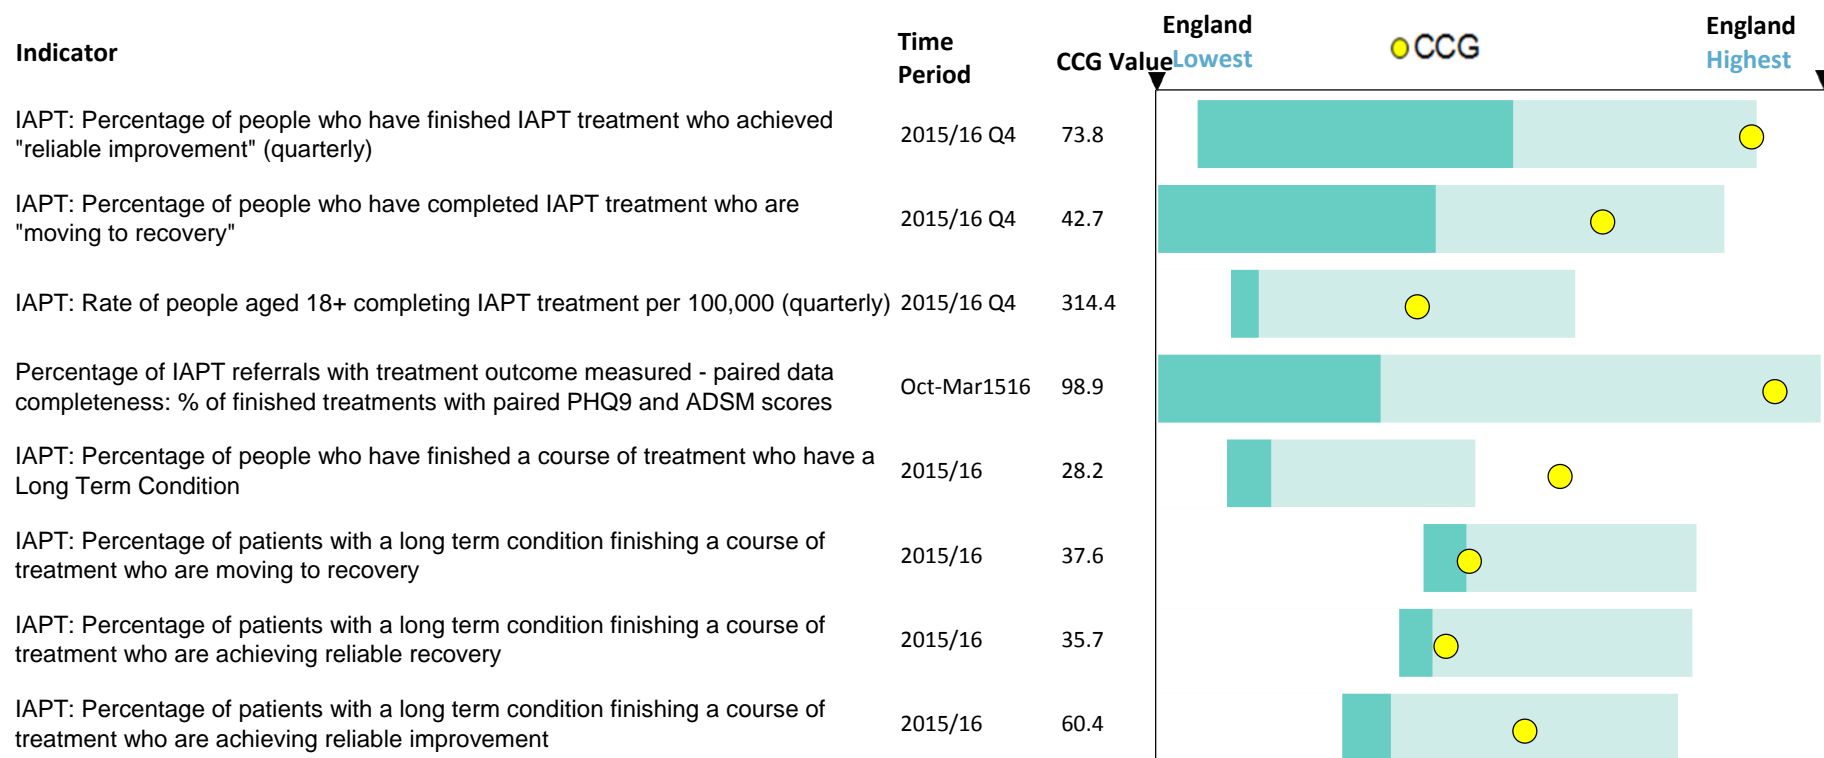 Indicator
Time
Period
CCG Value
England
Lowest
CCG
England
Highest
IAPT: Percentage of people who have finished IAPT treatment who achieved
"reliable improvement" (quarterly)
2015/16 Q4
73.8
IAPT: Percentage of people who have completed IAPT treatment who are
"moving to recovery"
2015/16 Q4
42.7
IAPT: Rate of people aged 18+ completing IAPT treatment per 100,000 (quarterly)
2015/16 Q4
314.4
Percentage of IAPT referrals with treatment outcome measured - paired data
completeness: % of finished treatments with paired PHQ9 and ADSM scores
Oct-Mar1516
98.9
IAPT: Percentage of people who have finished a course of treatment who have a
Long Term Condition
2015/16
28.2
IAPT: Percentage of patients with a long term condition finishing a course of
treatment who are moving to recovery
2015/16
37.6
IAPT: Percentage of patients with a long term condition finishing a course of
treatment who are achieving reliable recovery
2015/16
35.7
IAPT: Percentage of patients with a long term condition finishing a course of
treatment who are achieving reliable improvement
2015/16
60.4